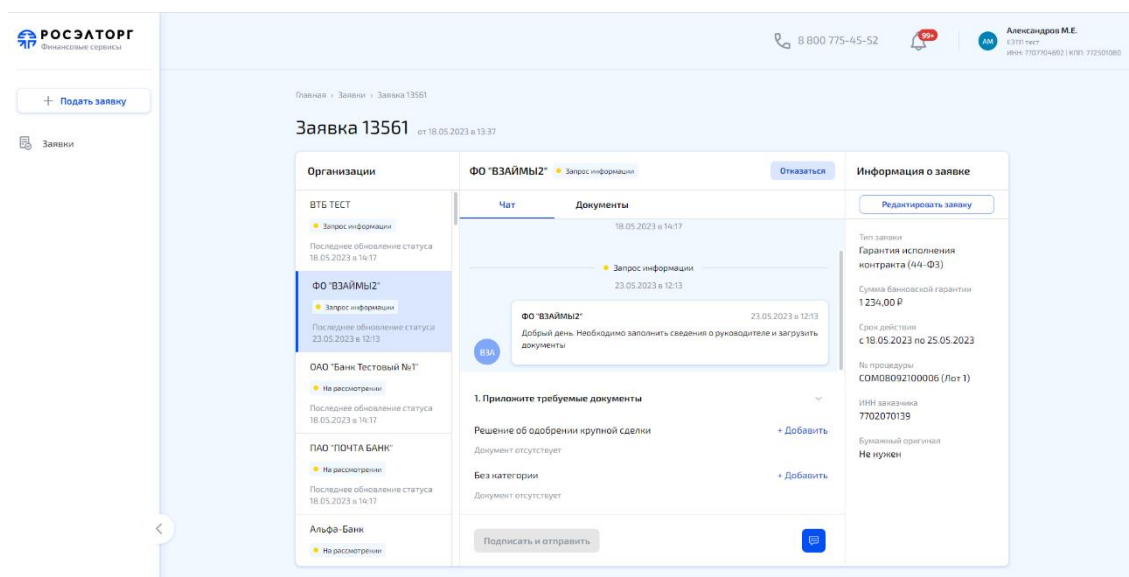 РОСЭЛТОРГ
Финансовые сервисы
8 800 775-45-52
99+
АМ
Александров М.Е.
ЕЭТП тест
ИНН: 7707704692 | КПП: 772501080
+ Подать заявку
Заявки
Главная › Заявки › Заявка 13561
Заявка 13561 от 18.05.2023 в 13:37
Организации
ВТБ ТЕСТ
Запрос информации
Последнее обновление статуса
18.05.2023 в 14:17
ФО "ВЗАЙМЫ2"
Запрос информации
Последнее обновление статуса
23.05.2023 в 12:13
ОАО "Банк Тестовый №1"
На рассмотрении
Последнее обновление статуса
18.05.2023 в 14:17
ПАО "ПОЧТА БАНК"
На рассмотрении
Последнее обновление статуса
18.05.2023 в 14:17
Альфа-Банк
На рассмотрении
ФО "ВЗАЙМЫ2" Запрос информации
Отказаться
Чат Документы
18.05.2023 в 14:17
Запрос информации
23.05.2023 в 12:13
ФО "ВЗАЙМЫ2" 23.05.2023 в 12:13
Добрый день. Необходимо заполнить сведения о руководителе и загрузить
документы
ВЗА
1. Приложите требуемые документы
Решение об одобрении крупной сделки + Добавить
Документ отсутствует
Без категории + Добавить
Документ отсутствует
Подписать и отправить
Информация о заявке
Редактировать заявку
Тип заявки
Гарантия исполнения
контракта (44-ФЗ)
Сумма банковской гарантии
1 234,00 ₽
Срок действия
с 18.05.2023 по 25.05.2023
№ процедуры
COM08092100006 (Лот 1)
ИНН заказчика
7702070139
Бумажный оригинал
Не нужен